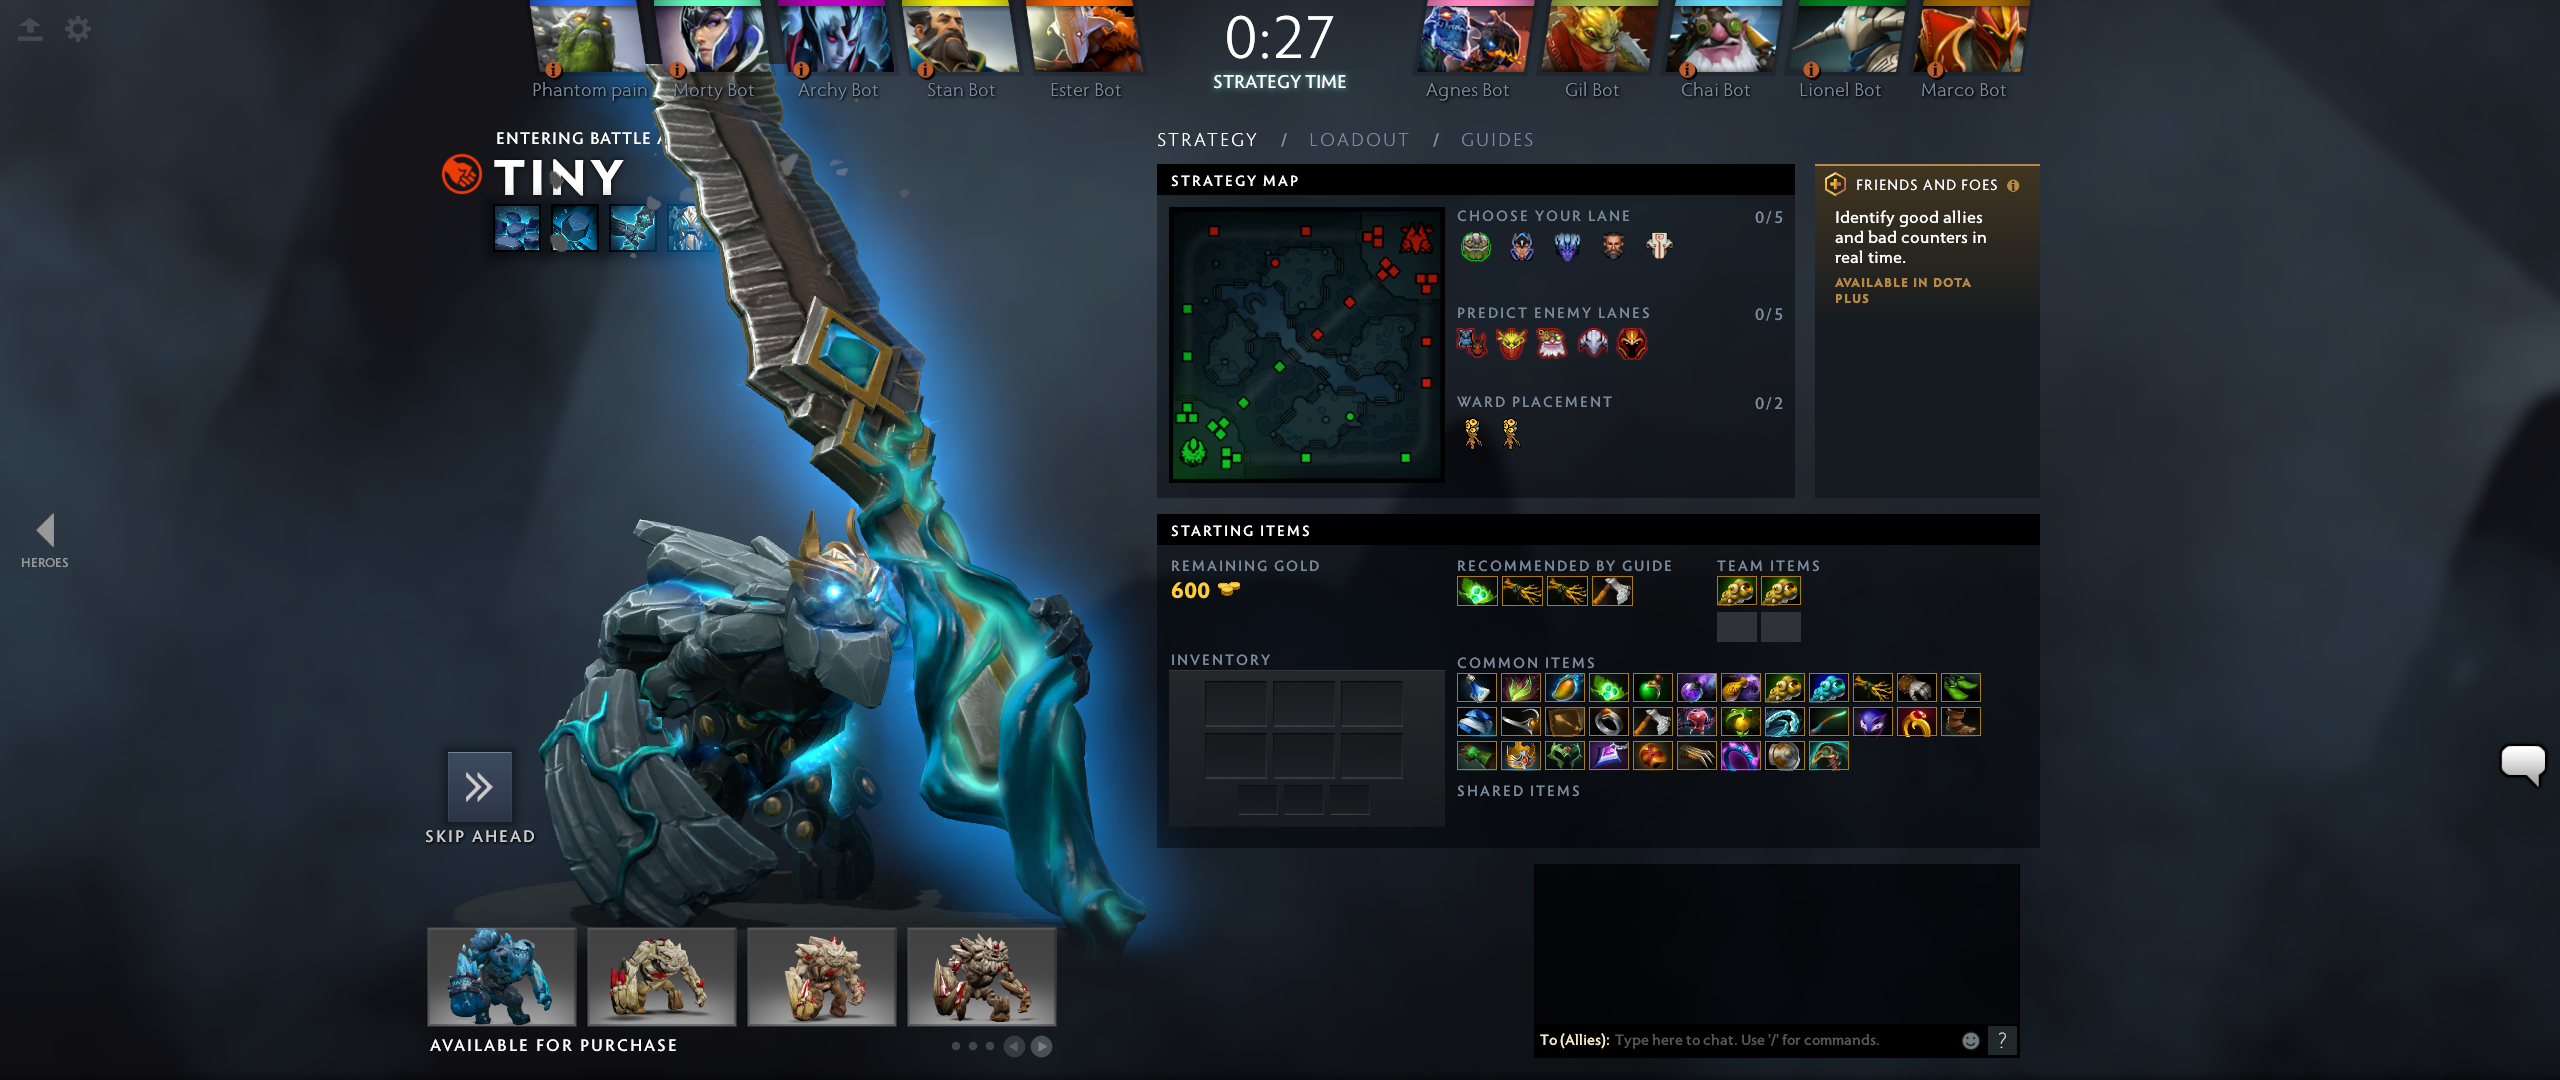 0:27
STRATEGY TIME
Phantom pain
Morty Bot
Archy Bot
Stan Bot
Ester Bot
Agnes Bot
Gil Bot
Chai Bot
Lionel Bot
Marco Bot
ENTERING BATTLE A
TINY
STRATEGY / LOADOUT / GUIDES
STRATEGY MAP
CHOOSE YOUR LANE 0/5
PREDICT ENEMY LANES 0/5
WARD PLACEMENT 0/2
FRIENDS AND FOES
Identify good allies
and bad counters in
real time.
AVAILABLE IN DOTA
PLUS
HEROES
STARTING ITEMS
REMAINING GOLD
600
RECOMMENDED BY GUIDE
TEAM ITEMS
INVENTORY
COMMON ITEMS
SHARED ITEMS
SKIP AHEAD
AVAILABLE FOR PURCHASE
To (Allies): Type here to chat. Use '/' for commands.
?